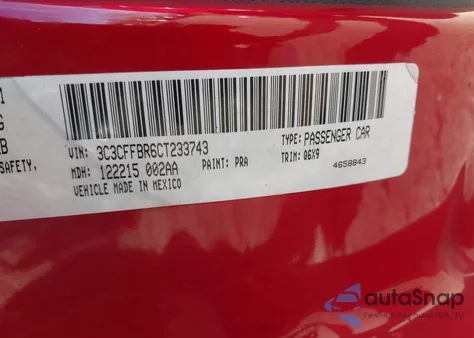 SAFETY,
VIN: 3C3CFFBR6CT233743
TYPE: PASSENGER CAR
MDH: 122215 002AA
PAINT: PRA
TRIM: Q6X9
VEHICLE MADE IN MEXICO
4658843
autoSnap